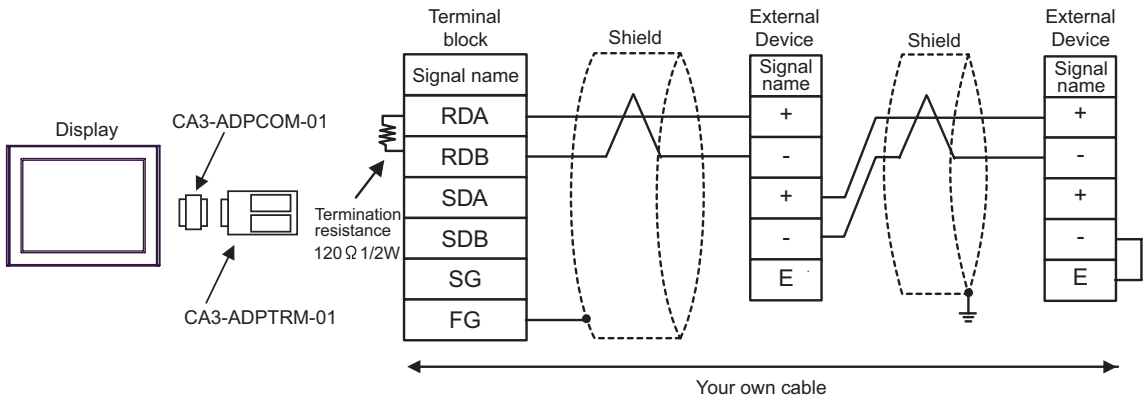 Display
CA3-ADPCOM-01
CA3-ADPTRM-01
Termination
resistance
120Ω 1/2W
Terminal
block
Signal name
RDA
RDB
SDA
SDB
SG
FG
Shield
External
Device
Signal
name
+
-
+
-
E
Shield
External
Device
Signal
name
+
-
+
-
E
Your own cable